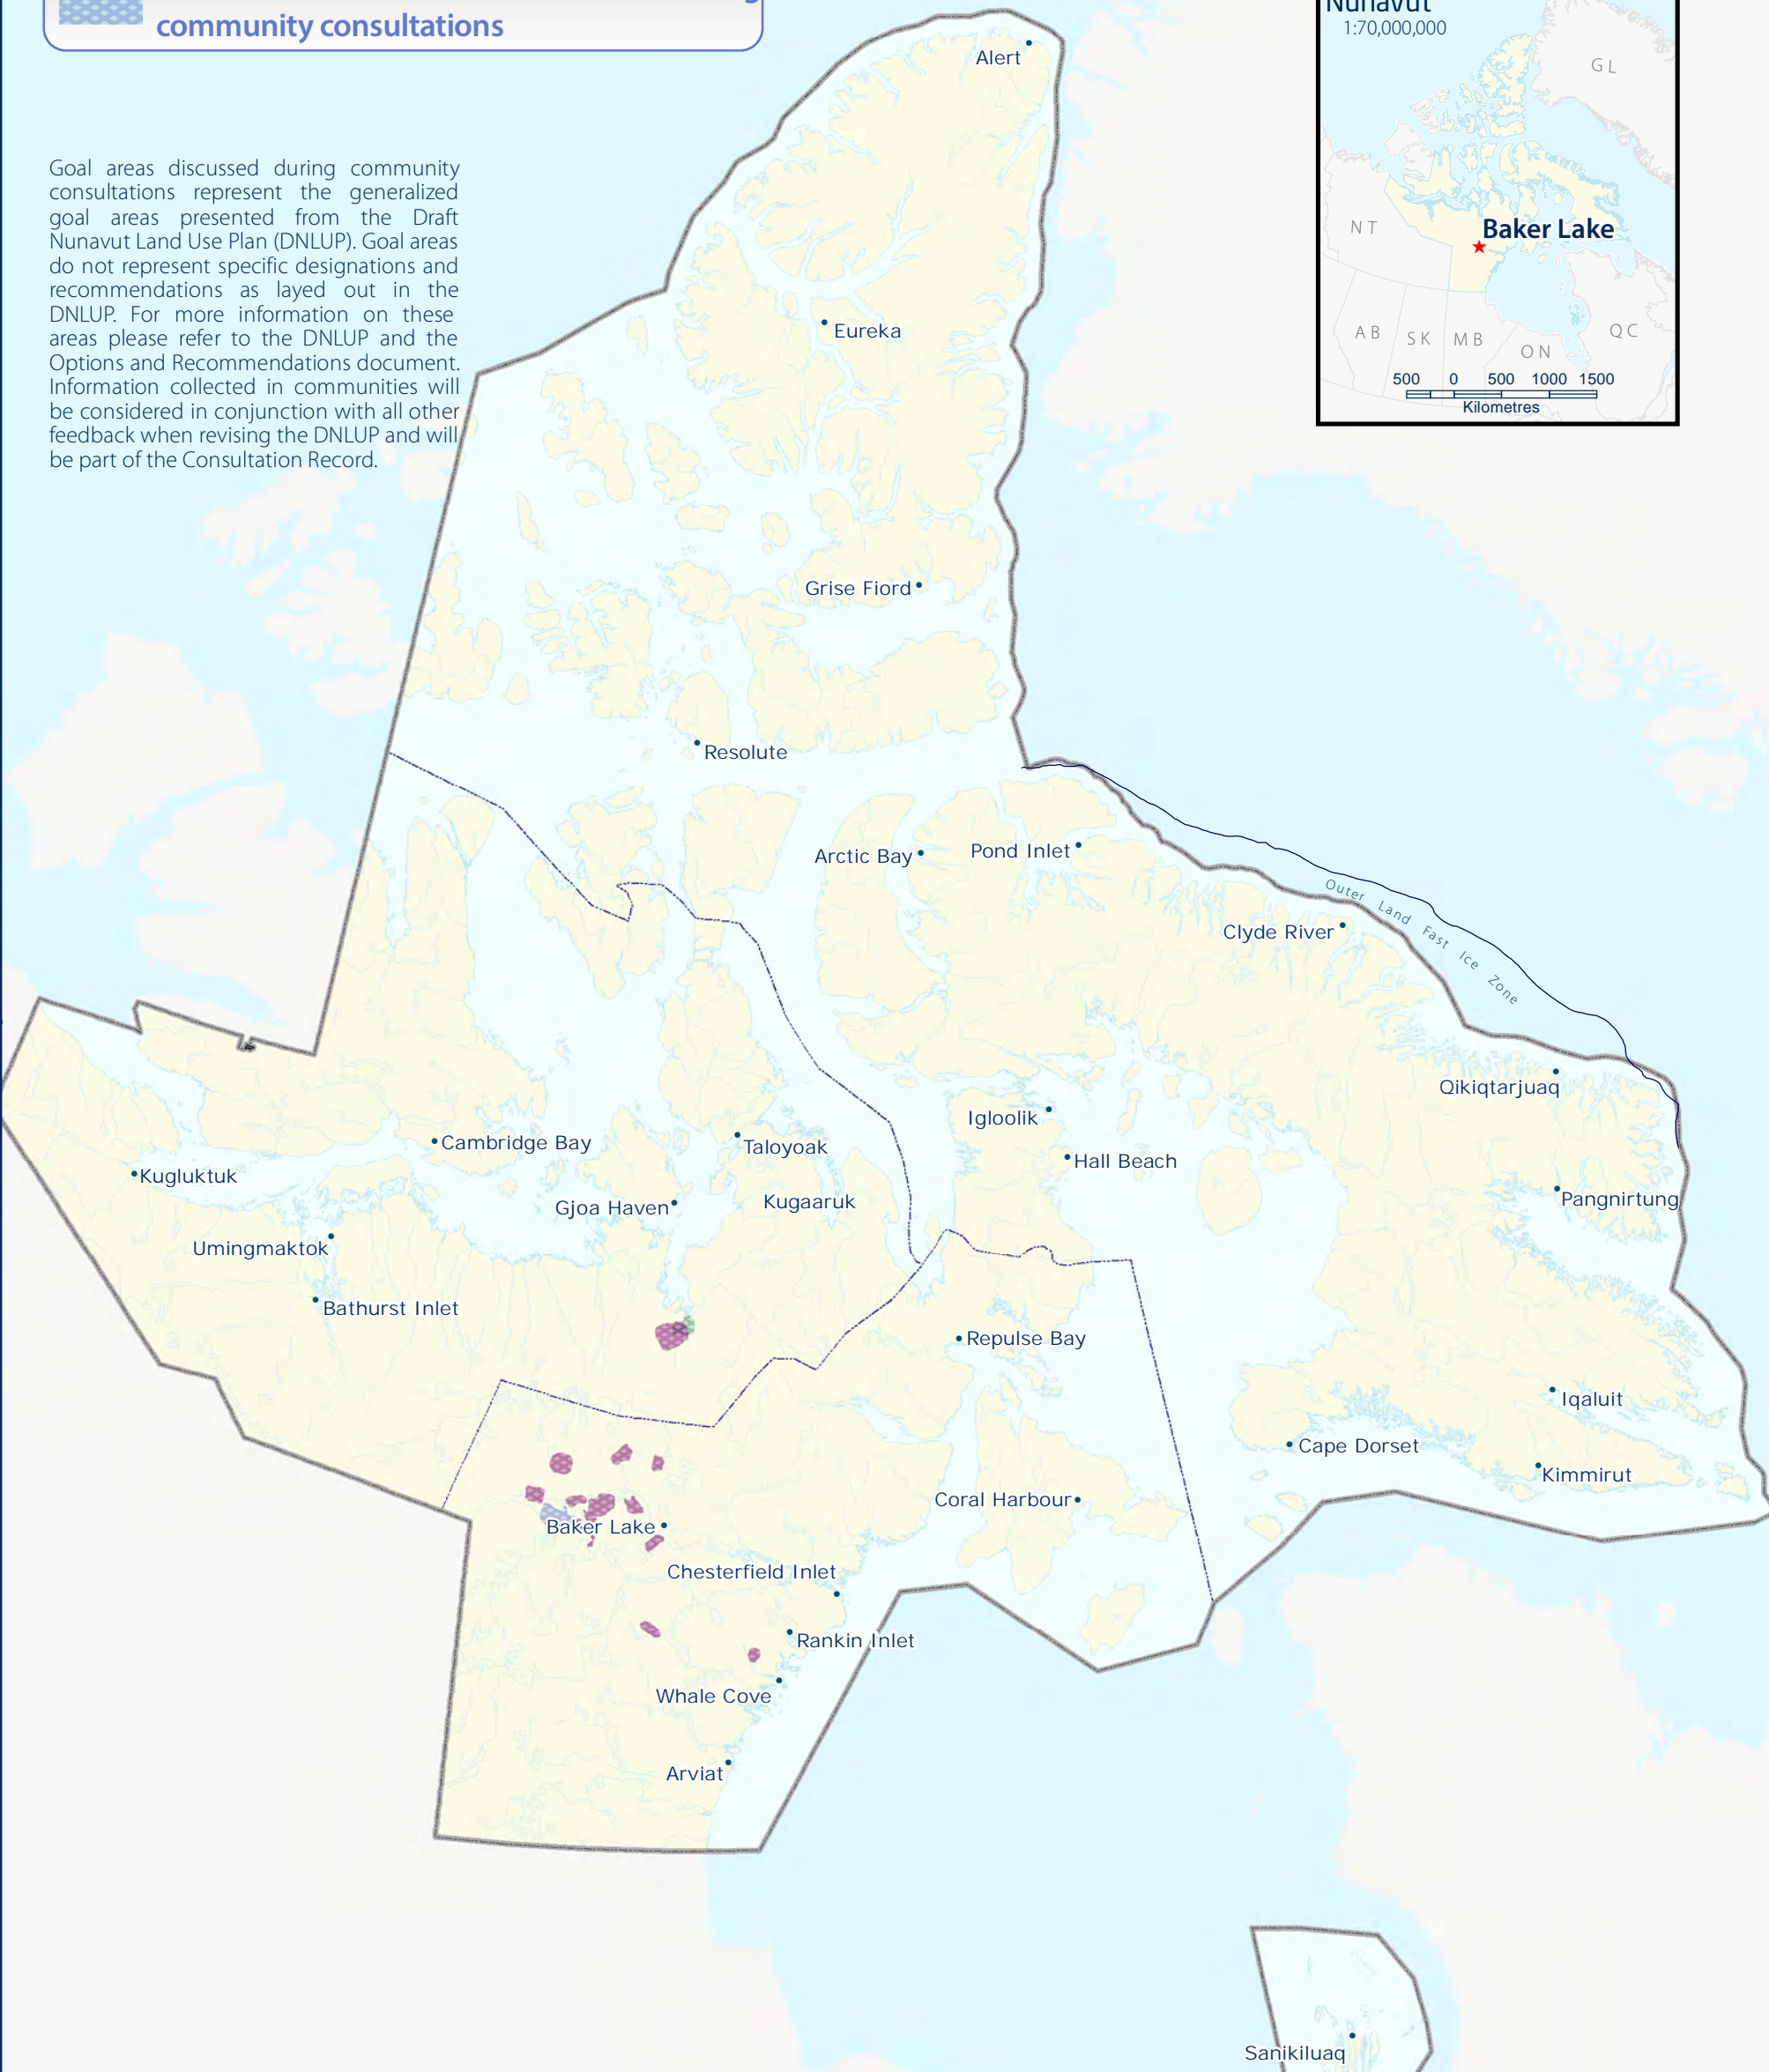 community consultations
Goal areas discussed during community
consultations represent the generalized
goal areas presented from the Draft
Nunavut Land Use Plan (DNLUP). Goal areas
do not represent specific designations and
recommendations as layed out in the
DNLUP. For more information on these
areas please refer to the DNLUP and the
Options and Recommendations document.
Information collected in communities will
be considered in conjunction with all other
feedback when revising the DNLUP and will
be part of the Consultation Record.
Nunavut
1:70,000,000
GL
NT
Baker Lake
AB
SK
MB
ON
QC
500 0 500 1000 1500
Kilometres
Alert
Eureka
Grise Fiord
Resolute
Arctic Bay
Pond Inlet
Clyde River
Outer Land Fast Ice Zone
Qikiqtarjuaq
Igloolik
Hall Beach
Pangnirtung
Cambridge Bay
Taloyoak
Kugluktuk
Gjoa Haven
Kugaaruk
Umingmaktok
Bathurst Inlet
Repulse Bay
Iqaluit
Cape Dorset
Kimmirut
Coral Harbour
Baker Lake
Chesterfield Inlet
Rankin Inlet
Whale Cove
Arviat
Sanikiluaq